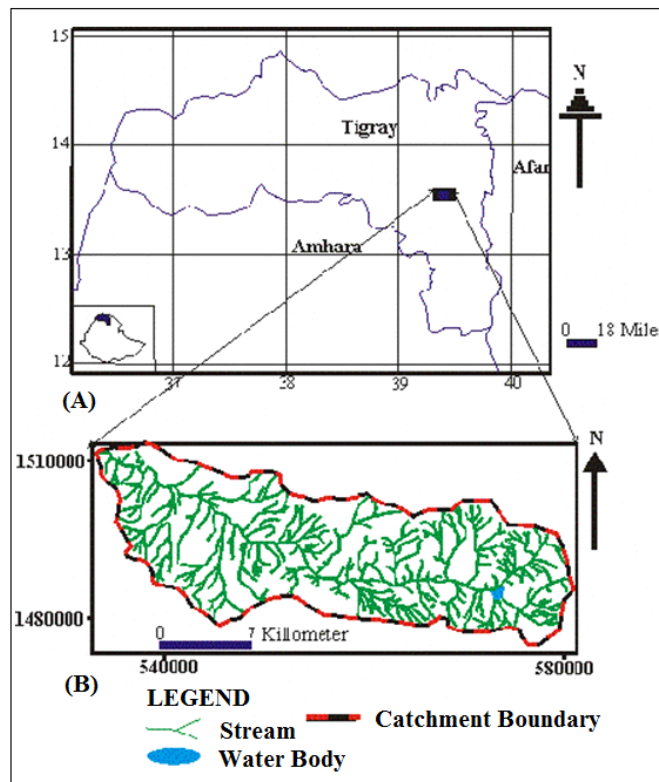 15
N
Tigray
14
Afar
Amhara
13
0 18 Mile
12
37 38 39 40
(A)
N
1510000
1480000
0 7 Killometer
540000 580000
(B)
LEGEND
Stream Catchment Boundary
Water Body